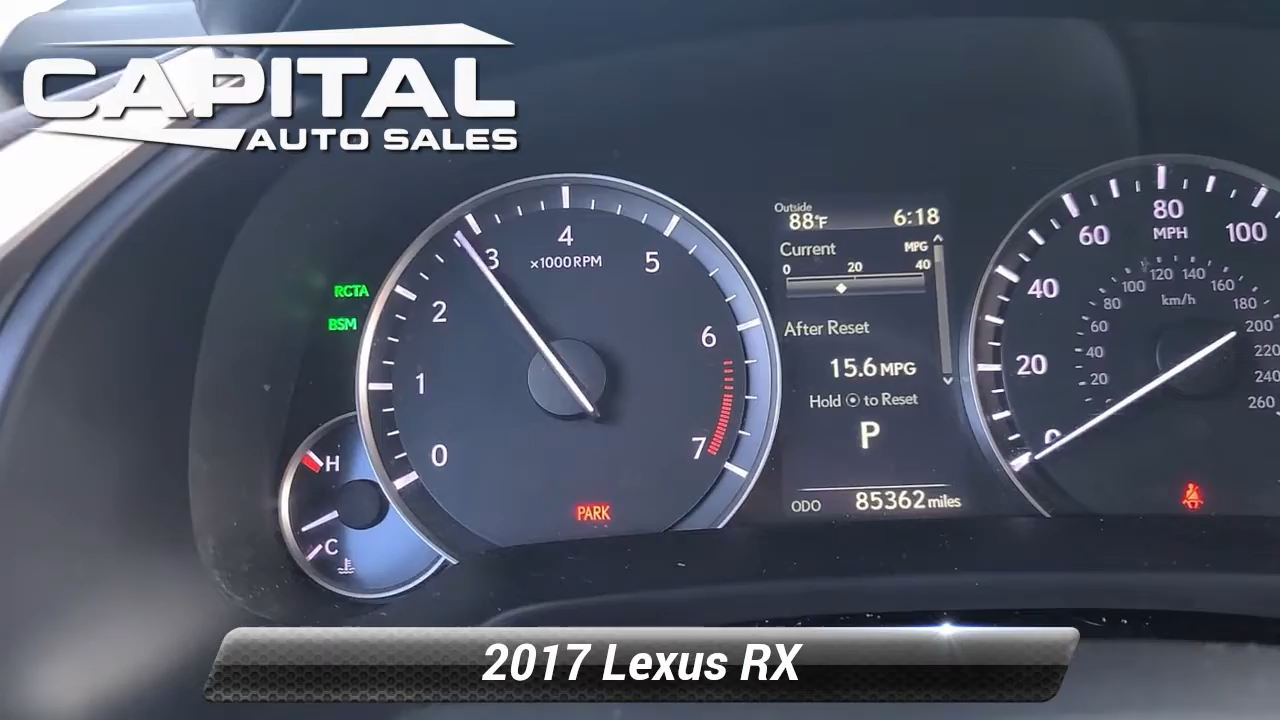 CAPITAL
AUTO SALES
Outside
88°F 6:18
Current MPG
0 20 40
After Reset
15.6 MPG
Hold ⦿ to Reset
P
ODO 85362 miles
0 1 2 3 4 5 6 7
×1000 RPM
RCTA
BSM
H
C
PARK
0 20 40 60 80 100
MPH
20 40 60 80 100 120 140 160 180 200 220 240 260
km/h
2017 Lexus RX